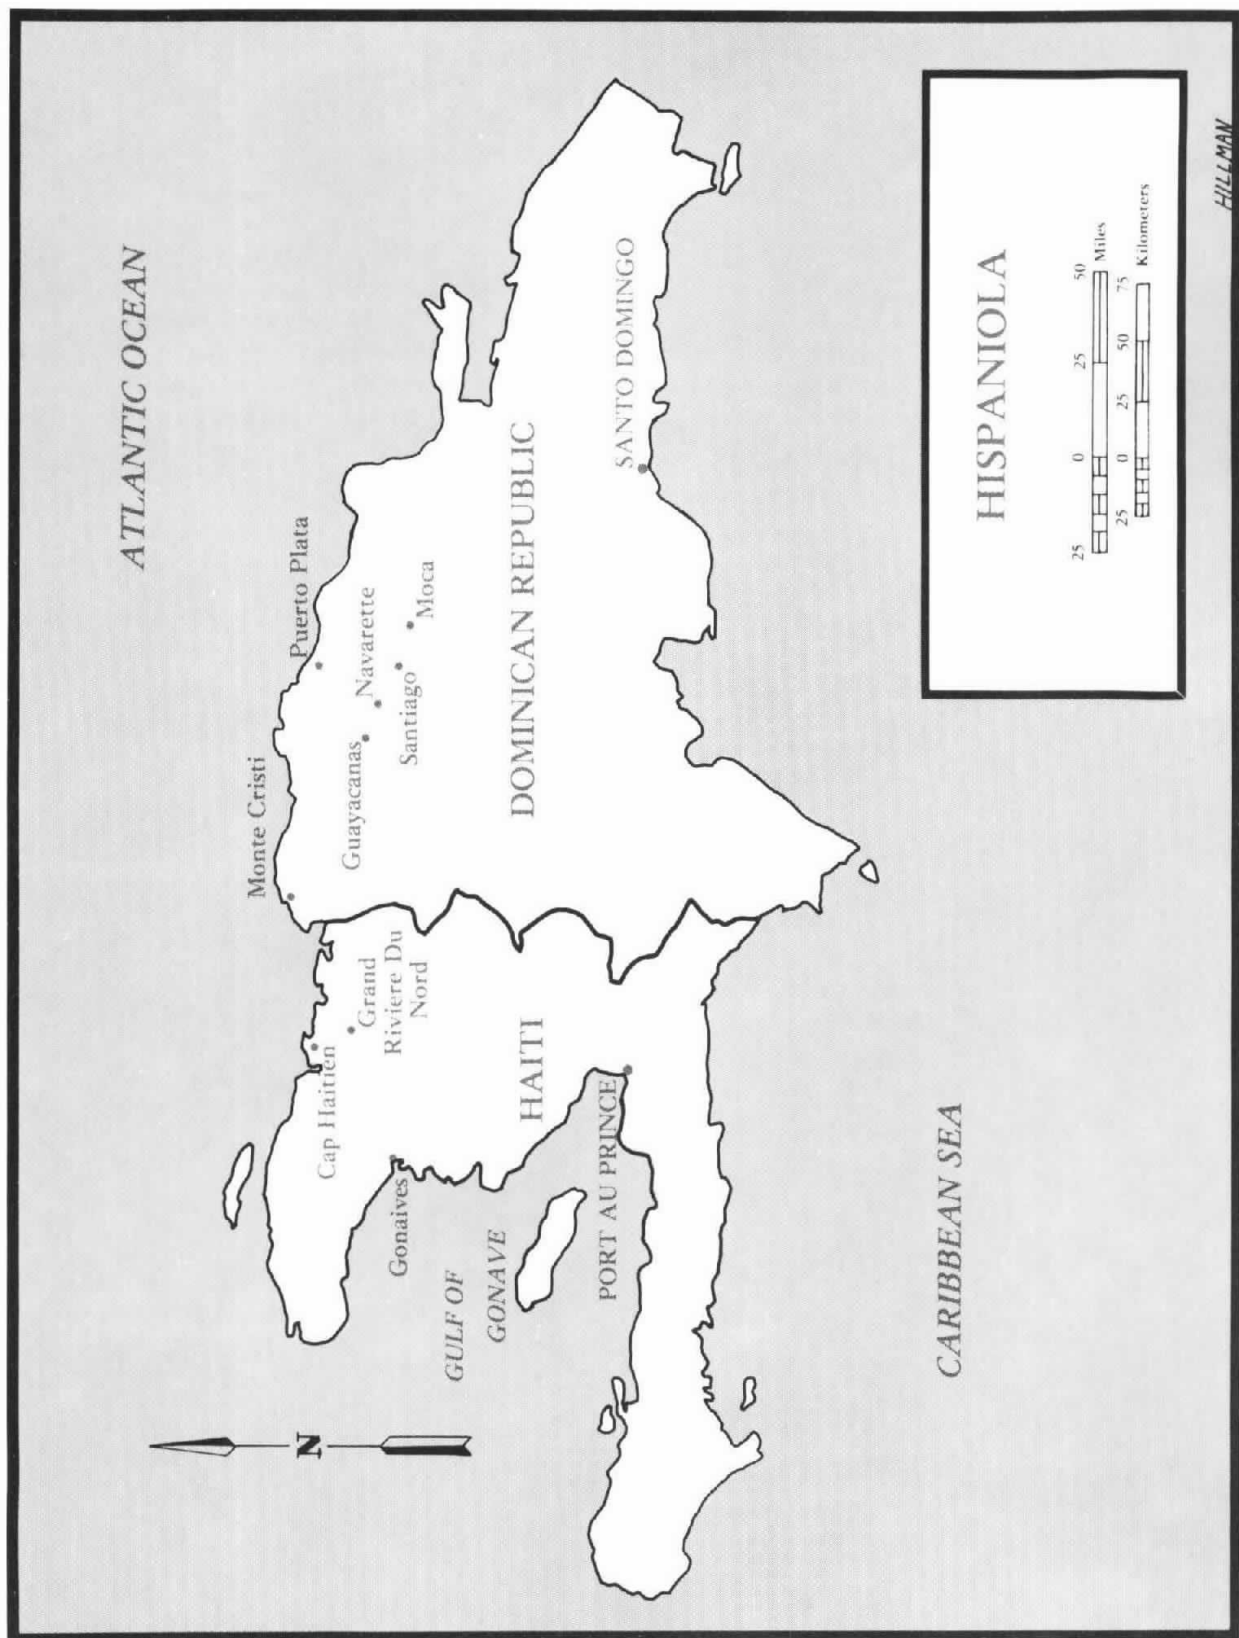 ATLANTIC OCEAN
Monte Cristi
Puerto Plata
Cap Haitien
Grand
Riviere Du
Nord
Guayacanas
Navarette
Santiago
Moca
Gonaives
GULF OF
GONAVE
HAITI
DOMINICAN REPUBLIC
PORT AU PRINCE
SANTO DOMINGO
N
CARIBBEAN SEA
HISPANIOLA
25 0 25 50
Miles
25 0 25 50 75
Kilometers
HILLMAN